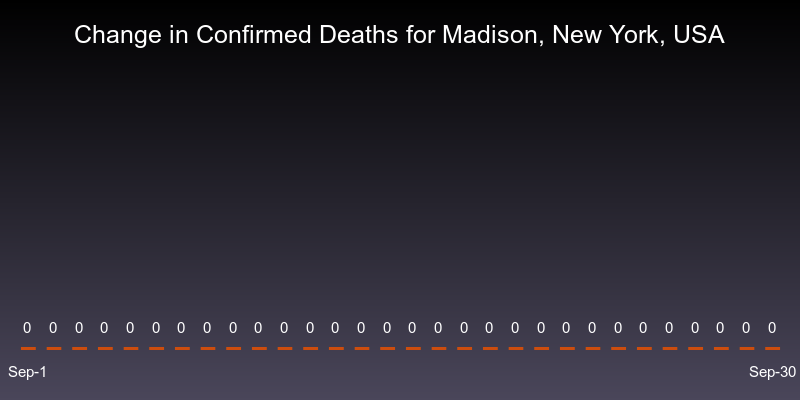 Change in Confirmed Deaths for Madison, New York, USA
0 0 0 0 0 0 0 0 0 0 0 0 0 0 0 0 0 0 0 0 0 0 0 0 0 0 0 0 0 0
Sep-1 Sep-30